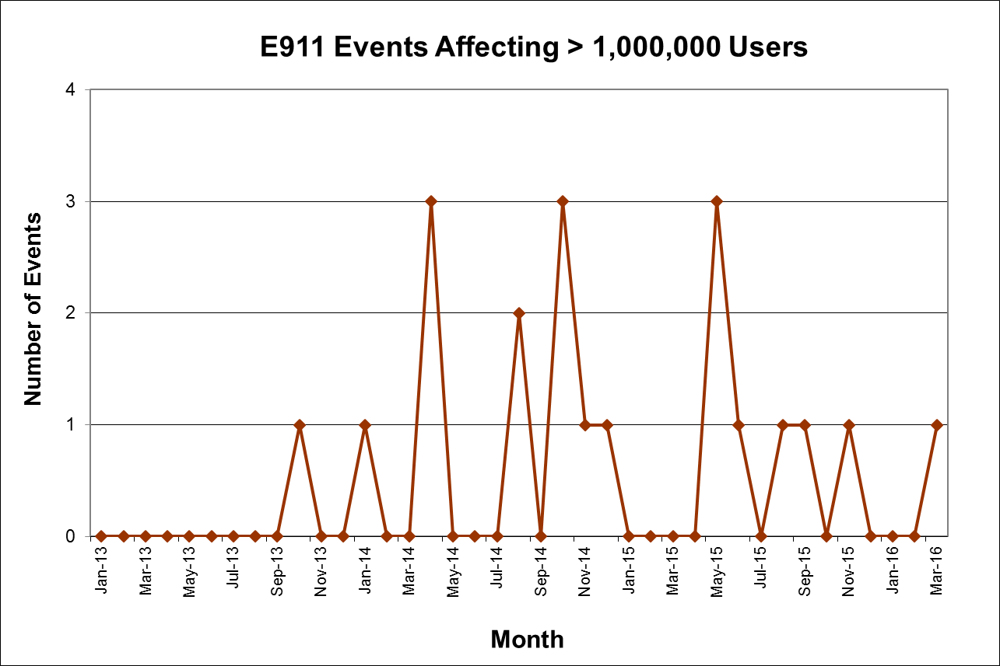 E911 Events Affecting > 1,000,000 Users
4
3
2
1
0
Number of Events
Jan-13
Mar-13
May-13
Jul-13
Sep-13
Nov-13
Jan-14
Mar-14
May-14
Jul-14
Sep-14
Nov-14
Jan-15
Mar-15
May-15
Jul-15
Sep-15
Nov-15
Jan-16
Mar-16
Month